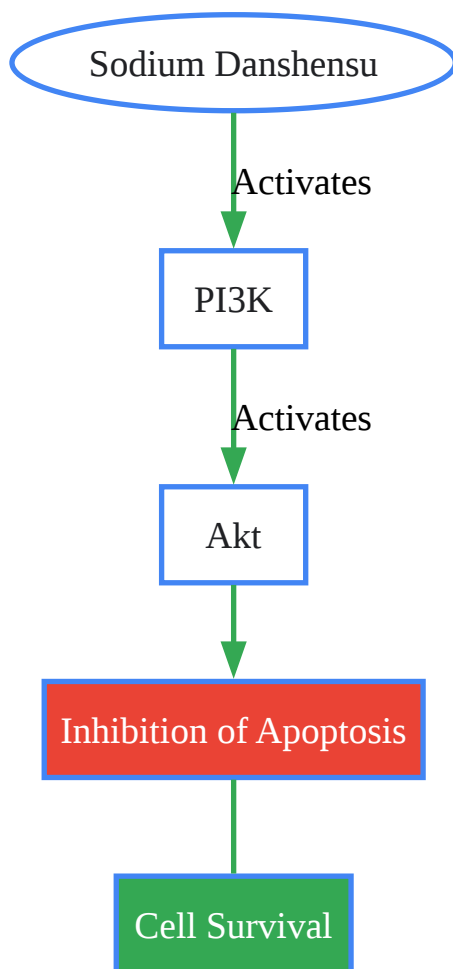 Sodium Danshensu
Activates
PI3K
Activates
Akt
Inhibition of Apoptosis
Cell Survival